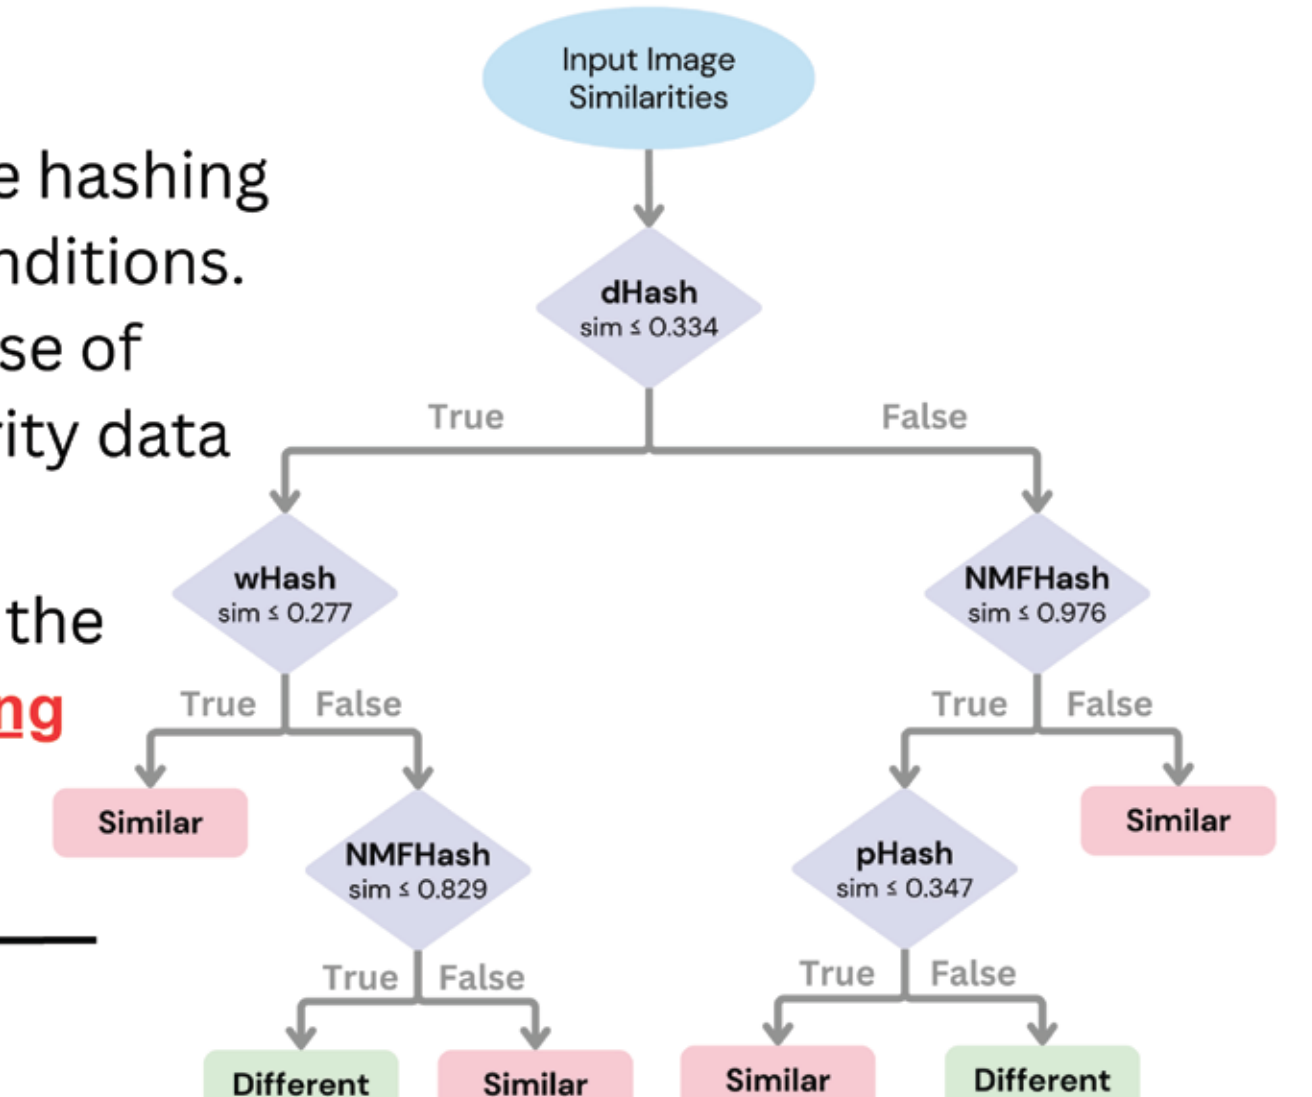 Input Image
Similarities
e hashing
nditions.
se of
rity data
the
ng
dHash
sim ≤ 0.334
True
False
wHash
sim ≤ 0.277
NMFHash
sim ≤ 0.976
True
False
True
False
Similar
NMFHash
sim ≤ 0.829
pHash
sim ≤ 0.347
Similar
True
False
True
False
Different
Similar
Similar
Different